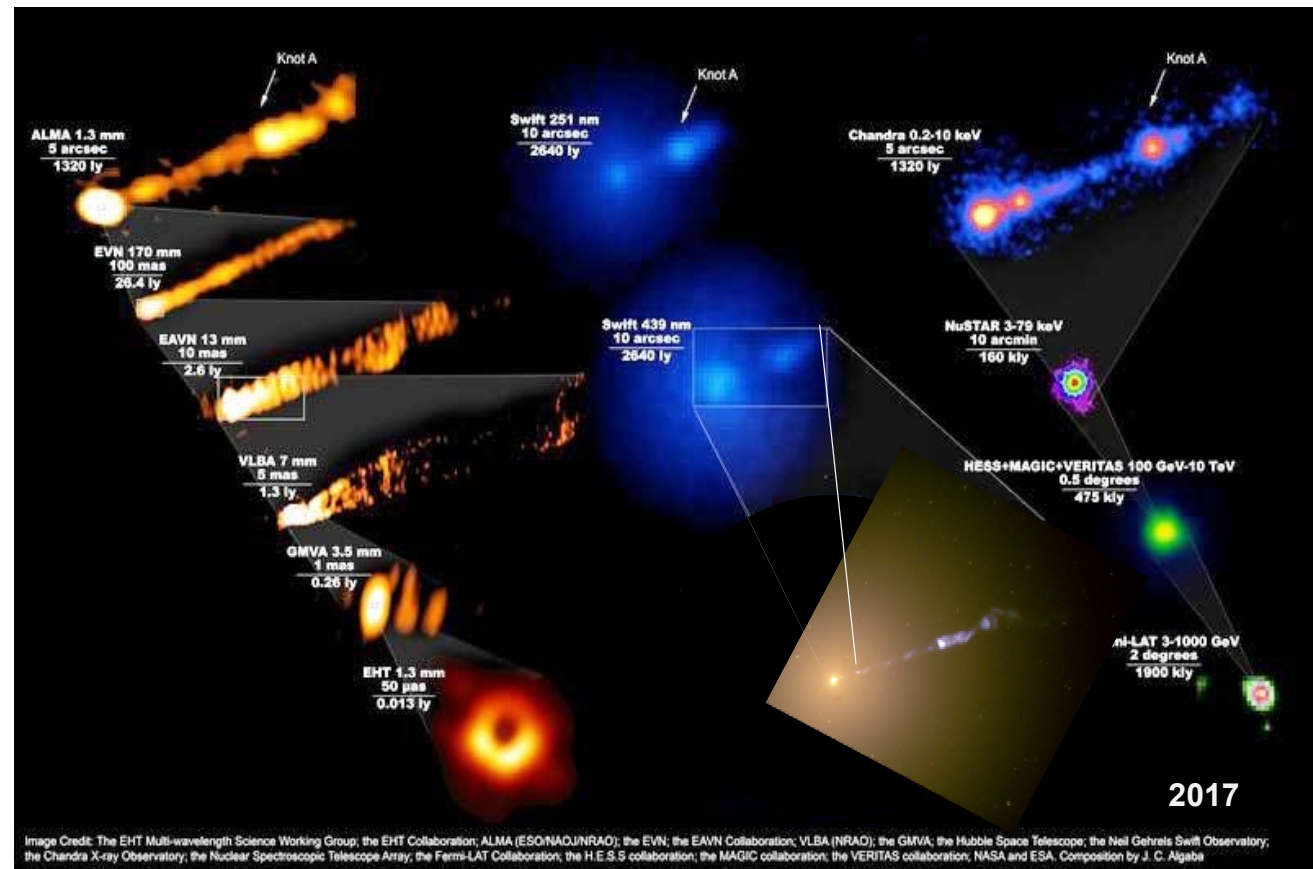 Knot A
ALMA 1.3 mm
5 arcsec
1320 ly
EVN 170 mm
100 mas
26.4 ly
EAVN 13 mm
10 mas
2.6 ly
VLBA 7 mm
5 mas
1.3 ly
GMVA 3.5 mm
1 mas
0.26 ly
EHT 1.3 mm
50 μas
0.013 ly
Knot A
Swift 251 nm
10 arcsec
2640 ly
Swift 439 nm
10 arcsec
2640 ly
Knot A
Chandra 0.2-10 keV
5 arcsec
1320 ly
NuSTAR 3-79 keV
10 arcmin
160 kly
HESS+MAGIC+VERITAS 100 GeV-10 TeV
0.5 degrees
475 kly
ni-LAT 3-1000 GeV
2 degrees
1900 kly
2017
Image Credit: The EHT Multi-wavelength Science Working Group; the EHT Collaboration; ALMA (ESO/NAOJ/NRAO); the EVN; the EAVN Collaboration; VLBA (NRAO); the GMVA; the Hubble Space Telescope; the Neil Gehrels Swift Observatory;
the Chandra X-ray Observatory; the Nuclear Spectroscopic Telescope Array; the Fermi-LAT Collaboration; the H.E.S.S collaboration; the MAGIC collaboration; the VERITAS collaboration; NASA and ESA. Composition by J. C. Algaba